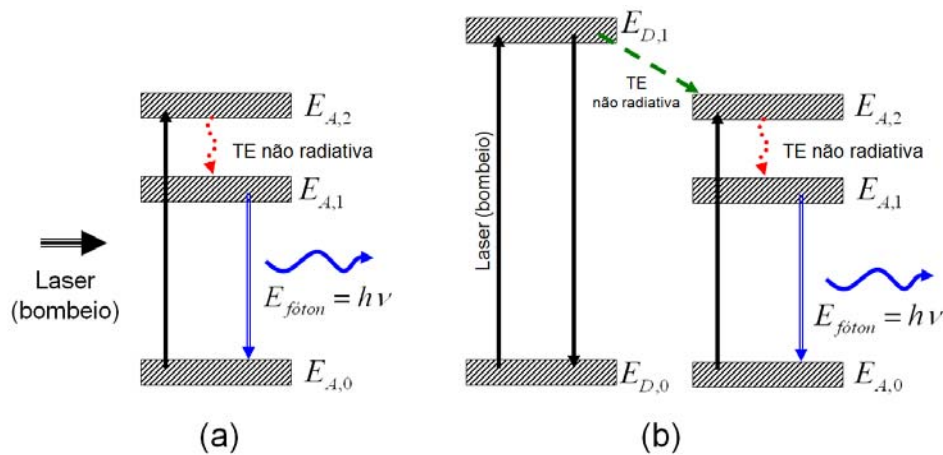 E_{A,2}
TE não radiativa
E_{A,1}
Laser
(bombeio)
E_{fóton} = hν
E_{A,0}
(a)
E_{D,1}
TE
não radiativa
Laser (bombeio)
E_{D,0}
E_{A,2}
TE não radiativa
E_{A,1}
E_{fóton} = hν
E_{A,0}
(b)